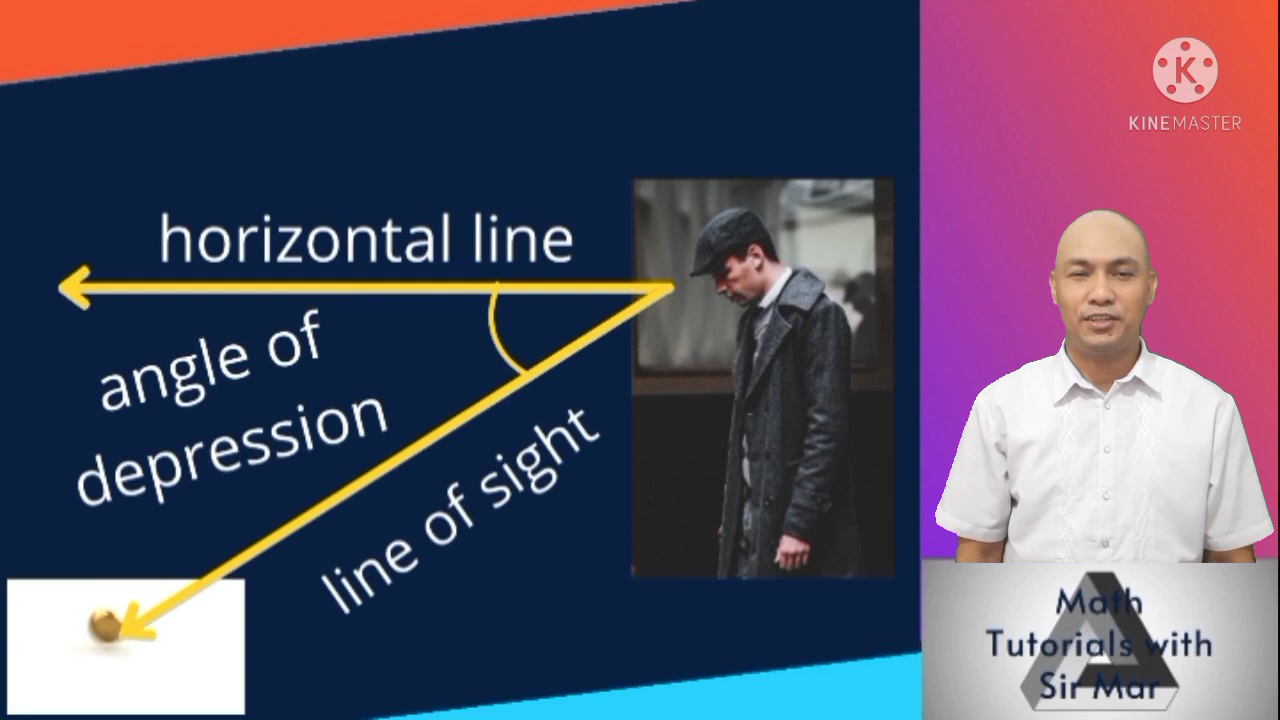 horizontal line
angle of
depression
line of sight
K
KINEMASTER
Math
Tutorials with
Sir Mar